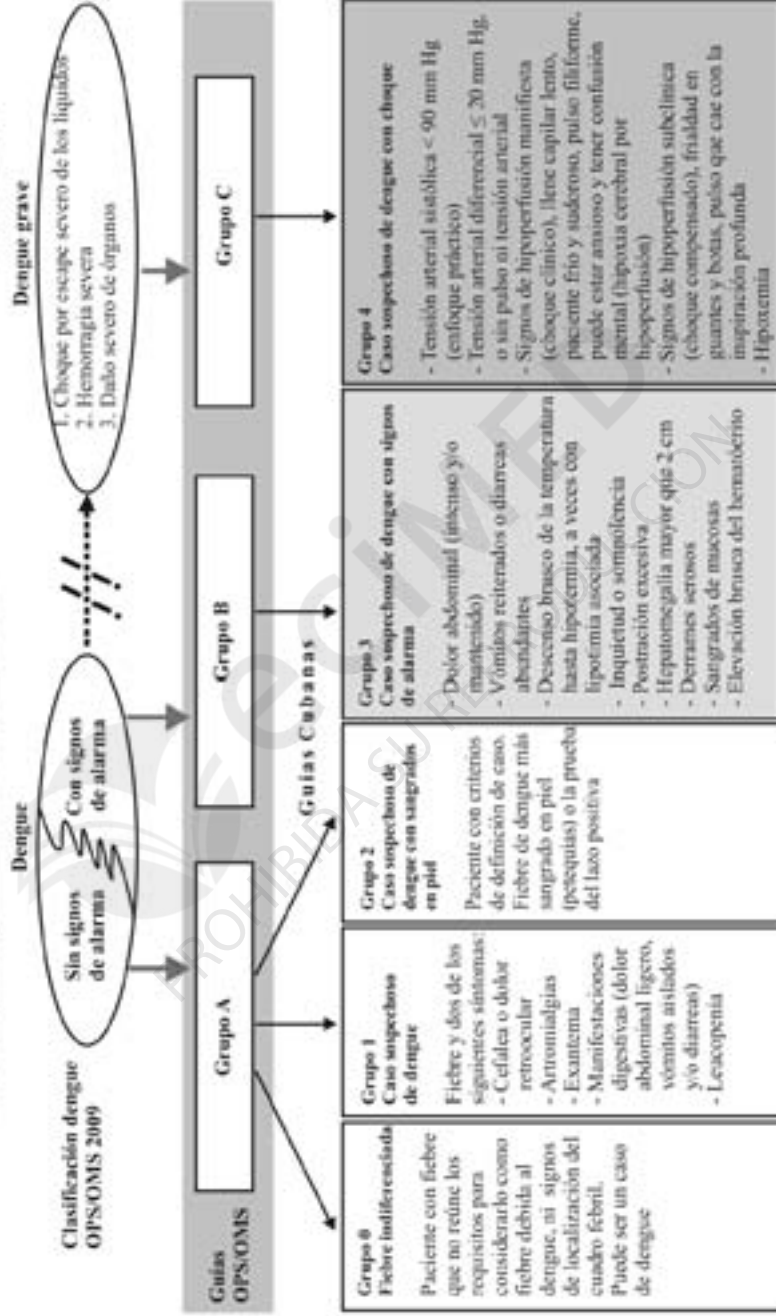 Clasificación dengue
OPS/OMS 2009
Dengue
Sin signos
de alarma
Con signos
de alarma
Dengue grave
1. Choque por escape severo de los líquidos
2. Hemorragia severa
3. Daño severo de órganos
Guías
OPS/OMS
Grupo A
Grupo B
Grupo C
Guías Cubanas
Grupo 0
Fiebre indiferenciada
Paciente con fiebre
que no reúne los
requisitos para
considerarlo como
fiebre debida al
dengue, ni signos
de localización del
cuadro febril.
Puede ser un caso
de dengue
Grupo 1
Caso sospechoso
de dengue
Fiebre y dos de los
siguientes síntomas:
- Cefalea o dolor
retroocular
- Artromialgias
- Exantema
- Manifestaciones
digestivas (dolor
abdominal ligero,
vómitos aislados
y/o diarreas)
- Leucopenia
Grupo 2
Caso sospechoso de
dengue con sangrados
en piel
Paciente con criterios
de definición de caso.
Fiebre de dengue más
sangrado en piel
(petequias) o la prueba
del lazo positiva
Grupo 3
Caso sospechoso de dengue con signos
de alarma
- Dolor abdominal (intenso y/o
mantenido)
- Vómitos reiterados o diarreas
abundantes
- Descenso brusco de la temperatura
hasta hipotermia, a veces con
lipotimia asociada
- Inquietud o somnolencia
- Postración excesiva
- Hepatomegalia mayor que 2 cm
- Derrames serosos
- Sangrados de mucosas
- Elevación brusca del hematócrito
Grupo 4
Caso sospechoso de dengue con choque
- Tensión arterial sistólica < 90 mm Hg
(enfoque práctico)
- Tensión arterial diferencial ≤ 20 mm Hg,
o sin pulso ni tensión arterial
- Signos de hipoperfusión manifiesta
(choque clínico), llene capilar lento,
paciente frío y sudoroso, pulso filiforme,
puede estar ansioso y tener confusión
mental (hipoxia cerebral por
hipoperfusión)
- Signos de hipoperfusión subclínica
(choque compensado), frialdad en
guantes y botas, pulso que cae con la
inspiración profunda
- Hipoxemia
ecimED
PROHIBIDA SU